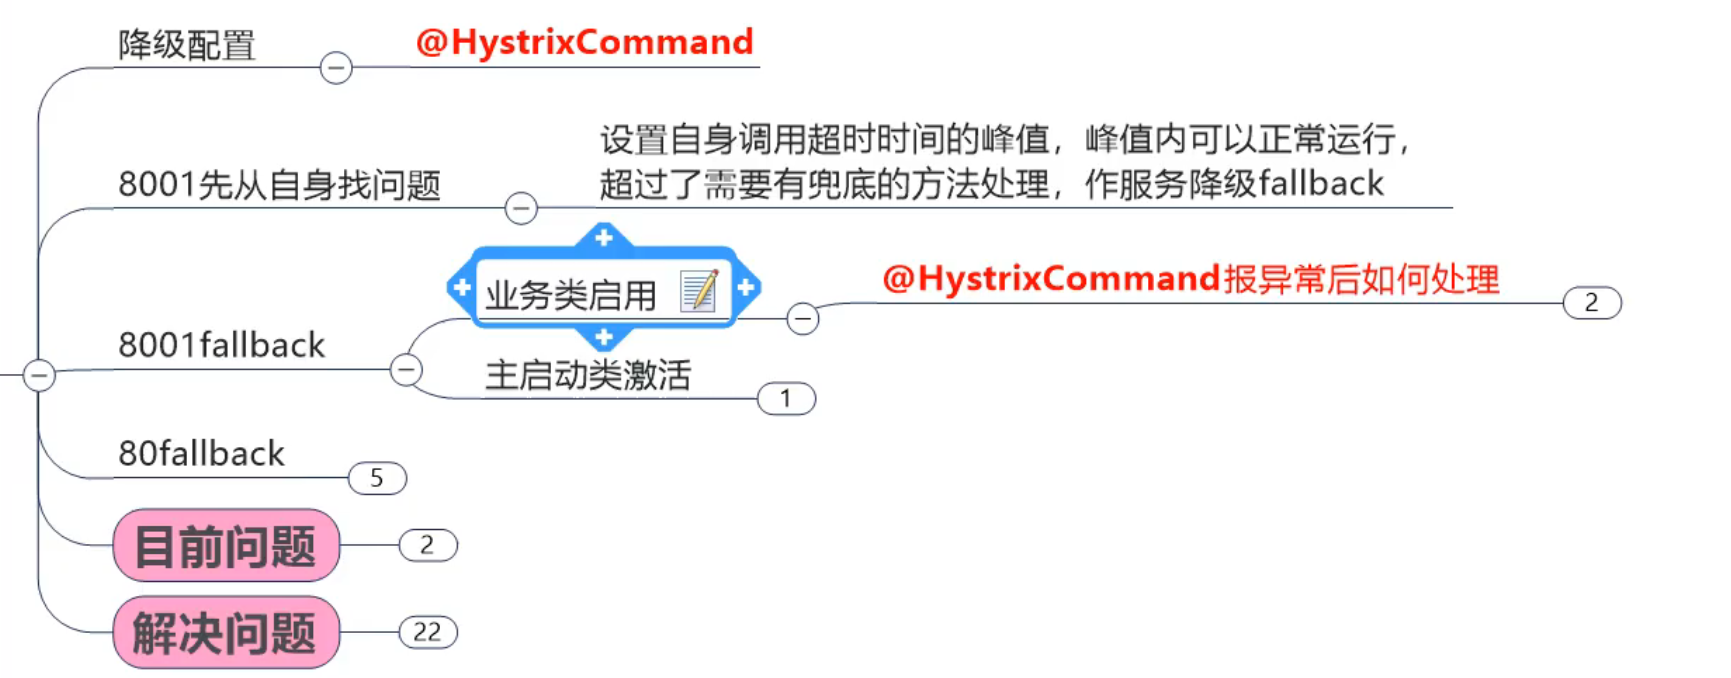 降级配置
@HystrixCommand
8001先从自身找问题
设置自身调用超时时间的峰值，峰值内可以正常运行，
超过了需要有兜底的方法处理，作服务降级fallback
8001fallback
业务类启用
@HystrixCommand报异常后如何处理
2
主启动类激活
1
80fallback
5
目前问题
2
解决问题
22